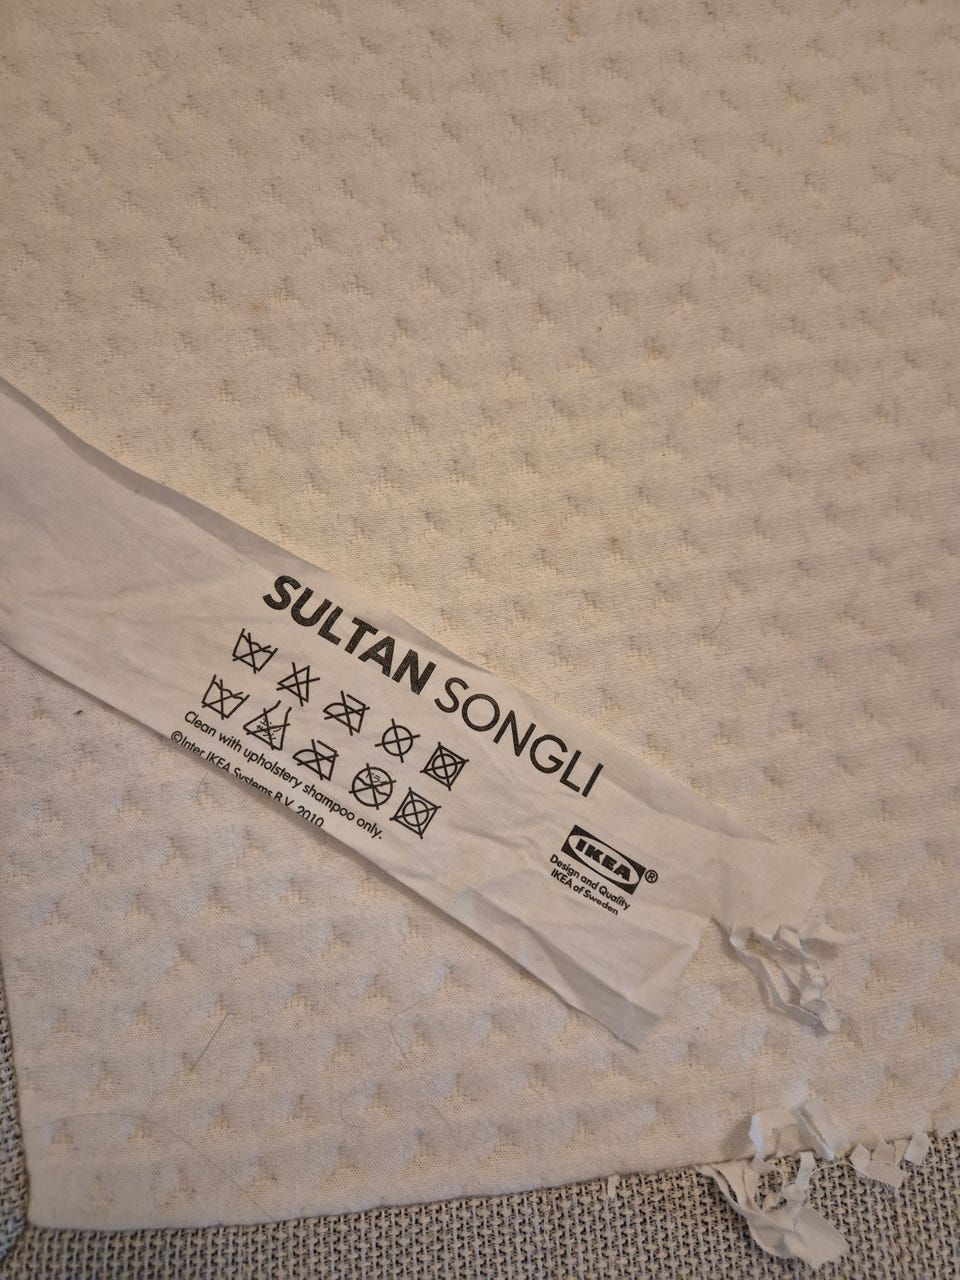 SULTAN SONGLI
Clean with upholstery shampoo only.
©Inter IKEA Systems B.V. 2010
IKEA®
Design and Quality
IKEA of Sweden